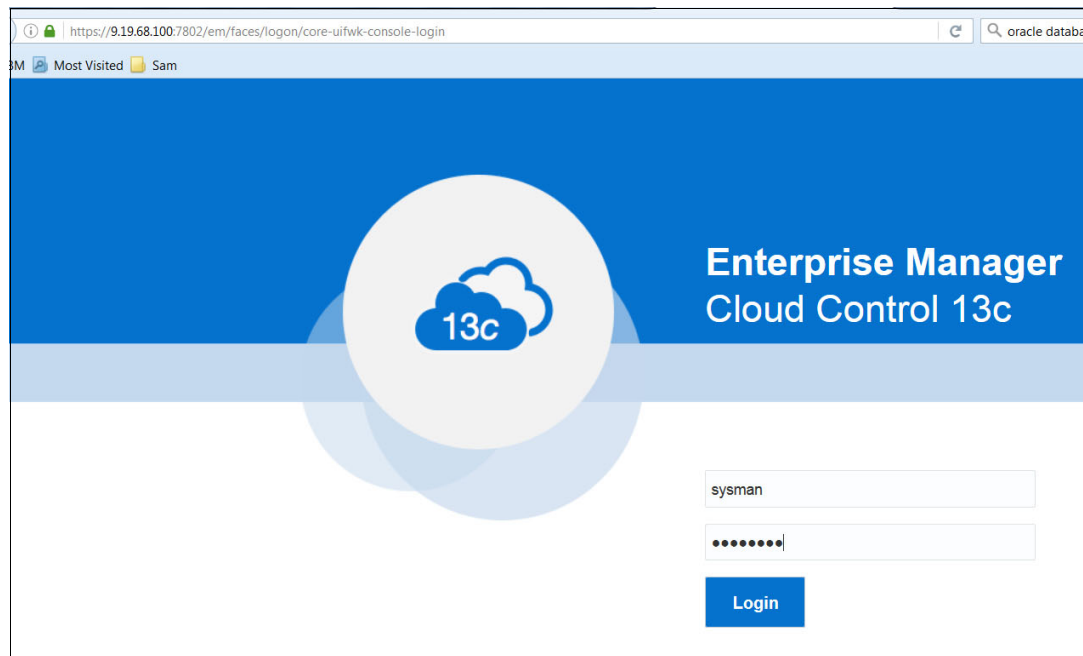 https://9.19.68.100:7802/em/faces/logon/core-uifwk-console-login
oracle databa
BM Most Visited Sam
13c
Enterprise Manager
Cloud Control 13c
sysman
••••••••
Login